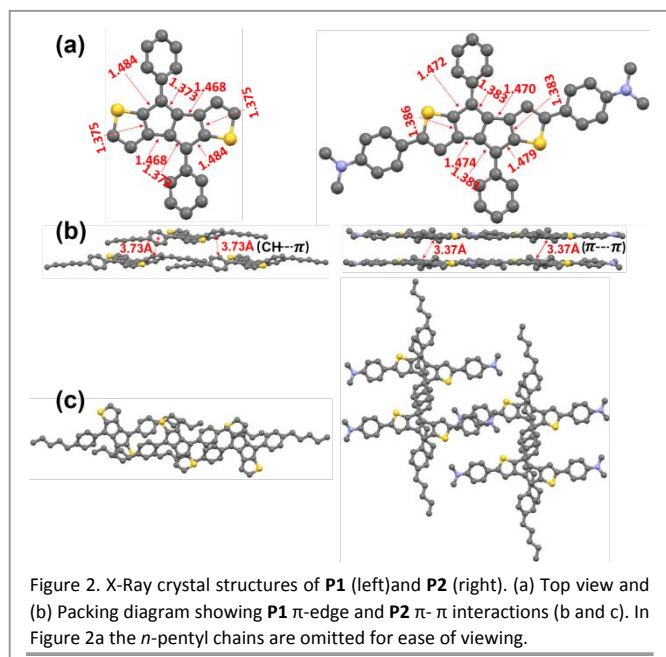 (a)
1.484
1.373
1.468
1.375
1.375
1.468
1.373
1.484
1.472
1.383
1.470
1.383
1.386
1.474
1.479
(b)
3.73Å
3.73Å (CH---π)
3.37Å
3.37Å (π---π)
(c)
Figure 2. X-Ray crystal structures of P1 (left)and P2 (right). (a) Top view and
(b) Packing diagram showing P1 π-edge and P2 π- π interactions (b and c). In
Figure 2a the n-pentyl chains are omitted for ease of viewing.